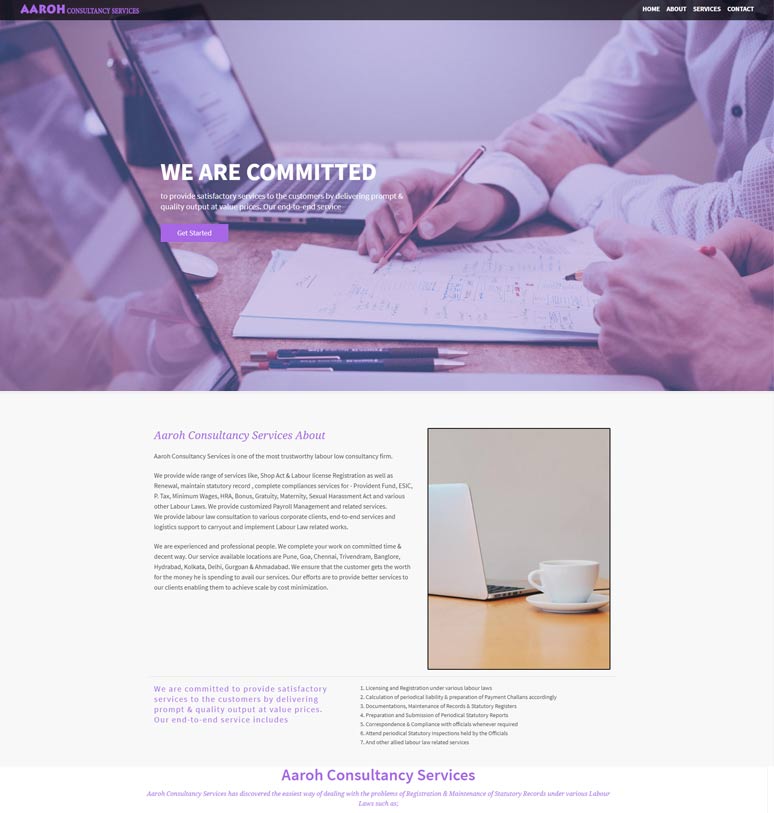 AAROH CONSULTANCY SERVICES
HOME ABOUT SERVICES CONTACT
WE ARE COMMITTED
to provide satisfactory services to the customers by delivering prompt &
quality output at value prices. Our end-to-end service
Get Started
Aaroh Consultancy Services About
Aaroh Consultancy Services is one of the most trustworthy labour low consultancy firm.
We provide wide range of services like, Shop Act & Labour license Registration as well as
Renewal, maintain statutory record , complete compliances services for - Provident Fund, ESIC,
P. Tax, Minimum Wages, HRA, Bonus, Gratuity, Maternity, Sexual Harassment Act and various
other Labour Laws. We provide customized Payroll Management and related services.
We provide labour law consultation to various corporate clients, end-to-end services and
logistics support to carryout and implement Labour Law related works.
We are experienced and professional people. We complete your work on committed time &
decent way. Our service available locations are Pune, Goa, Chennai, Trivendram, Banglore,
Hydrabad, Kolkata, Delhi, Gurgoan & Ahmadabad. We ensure that the customer gets the worth
for the money he is spending to avail our services. Our efforts are to provide better services to
our clients enabling them to achieve scale by cost minimization.
We are committed to provide satisfactory
services to the customers by delivering
prompt & quality output at value prices.
Our end-to-end service includes
1. Licensing and Registration under various labour laws
2. Calculation of periodical liability & preparation of Payment Challans accordingly
3. Documentations, Maintenance of Records & Statutory Registers
4. Preparation and Submission of Periodical Statutory Reports
5. Correspondence & Compliance with officials whenever required
6. Attend periodical Statutory Inspections held by the Officials
7. And other allied labour law related services
Aaroh Consultancy Services
Aaroh Consultancy Services has discovered the easiest way of dealing with the problems of Registration & Maintenance of Statutory Records under various Labour
Laws such as;